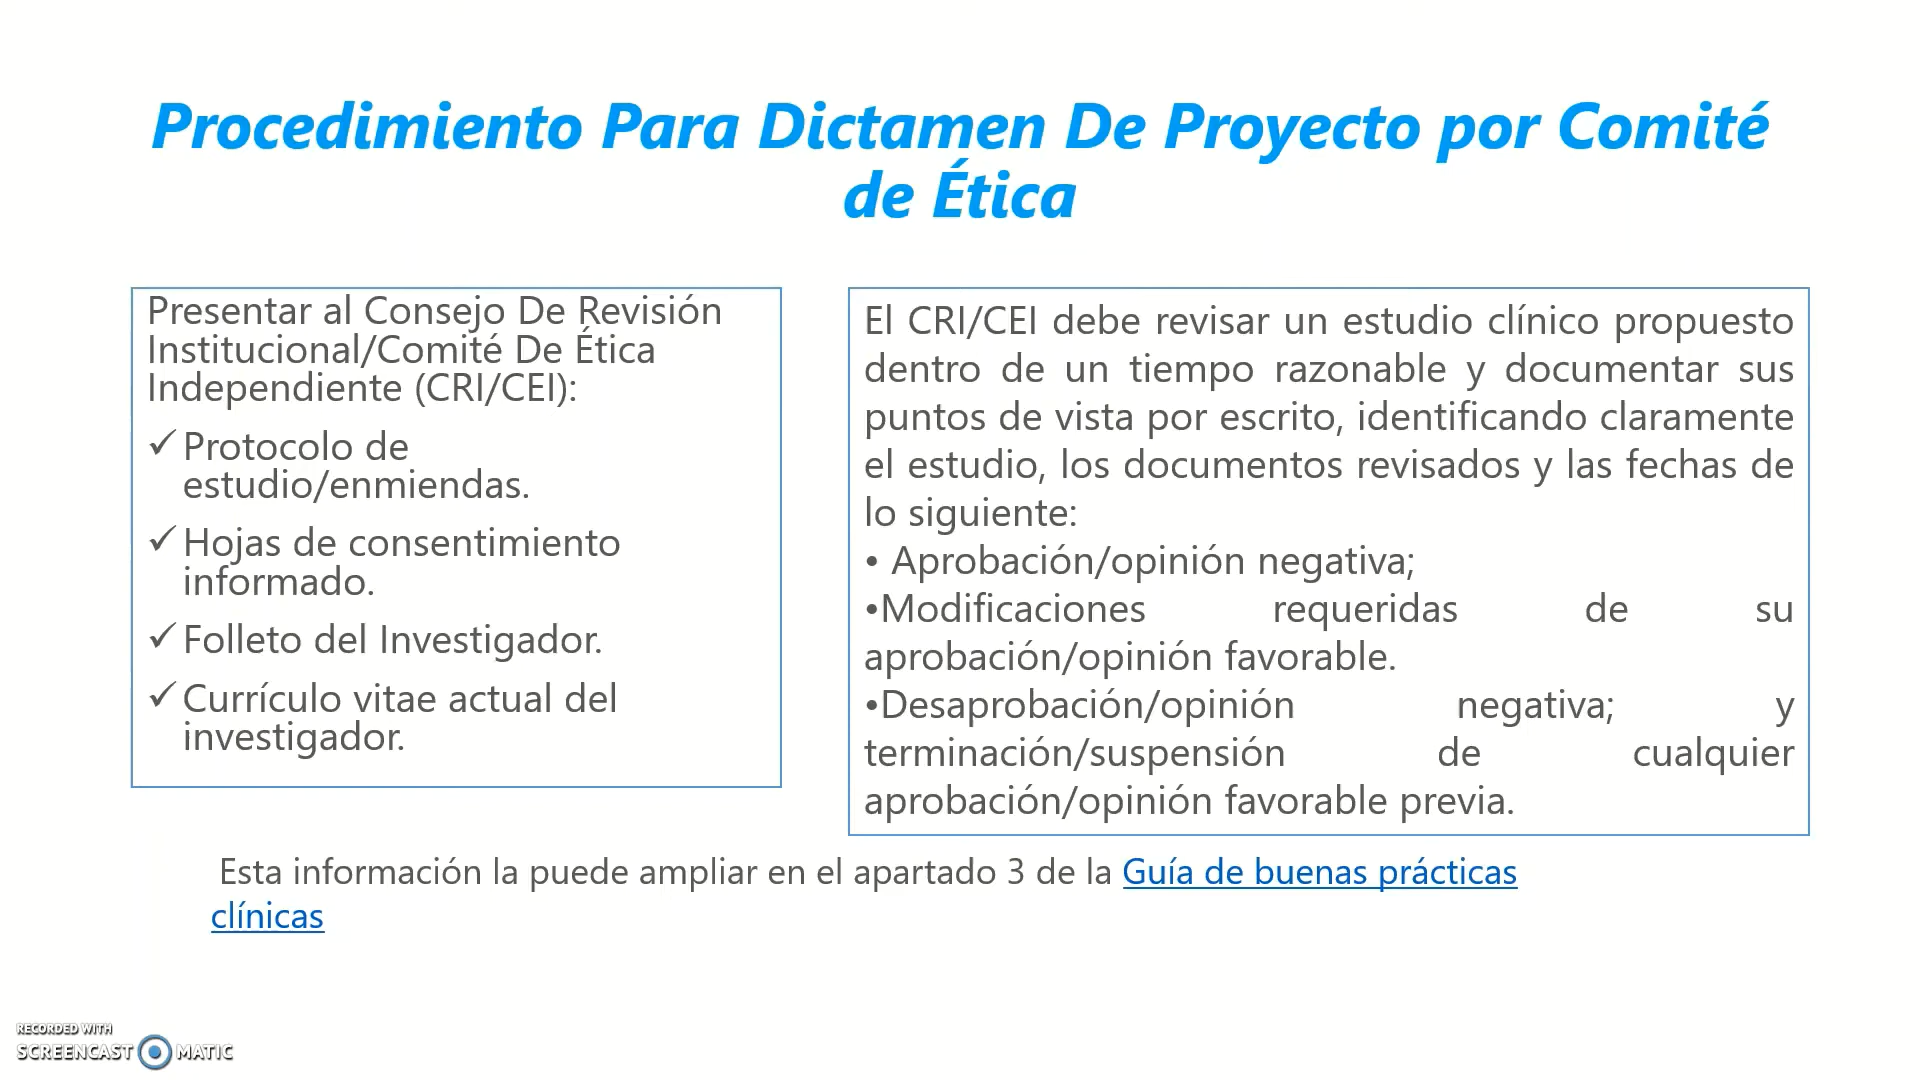 Procedimiento Para Dictamen De Proyecto por Comité
de Ética
Presentar al Consejo De Revisión
Institucional/Comité De Ética
Independiente (CRI/CEI):
✓Protocolo de
estudio/enmiendas.
✓Hojas de consentimiento
informado.
✓Folleto del Investigador.
✓Currículo vitae actual del
investigador.
El CRI/CEI debe revisar un estudio clínico propuesto
dentro de un tiempo razonable y documentar sus
puntos de vista por escrito, identificando claramente
el estudio, los documentos revisados y las fechas de
lo siguiente:
• Aprobación/opinión negativa;
•Modificaciones requeridas de su
aprobación/opinión favorable.
•Desaprobación/opinión negativa; y
terminación/suspensión de cualquier
aprobación/opinión favorable previa.
Esta información la puede ampliar en el apartado 3 de la Guía de buenas prácticas
clínicas
RECORDED WITH
SCREENCAST MATIC